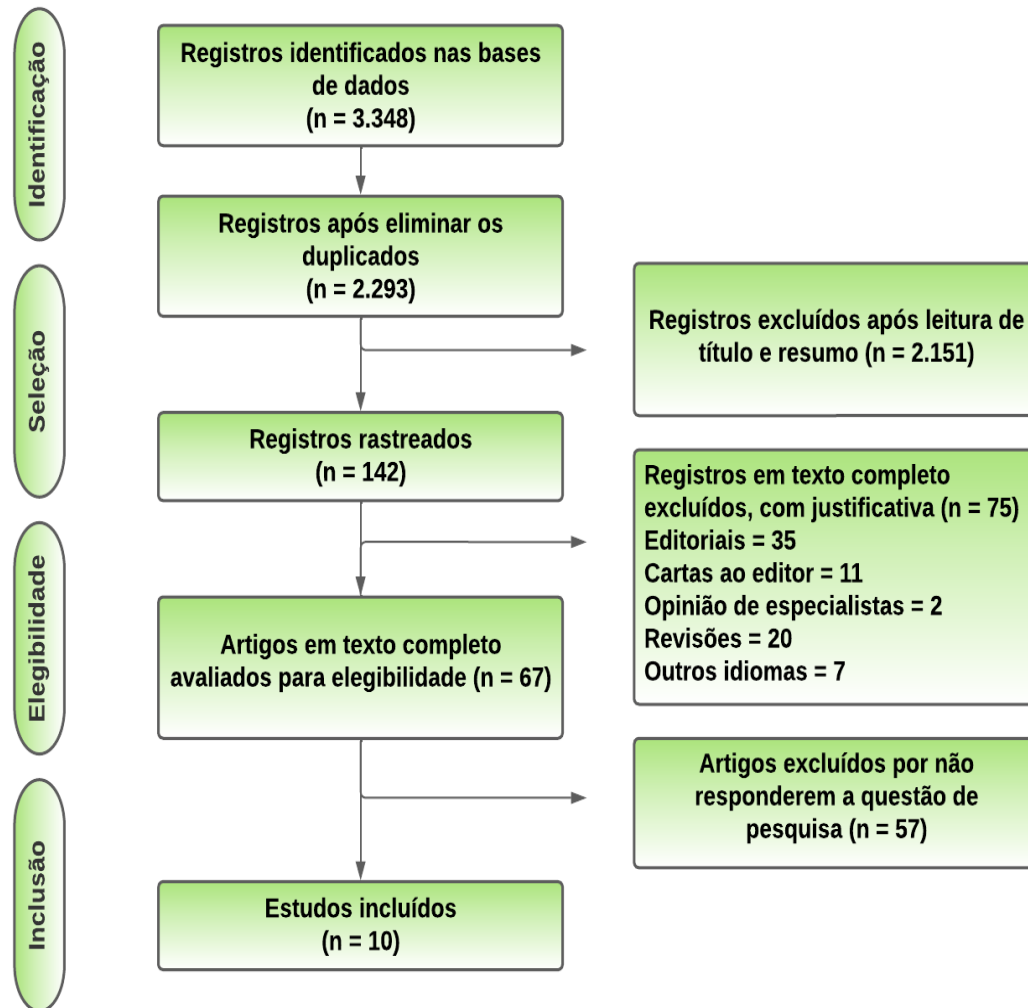 Identificação
Registros identificados nas bases
de dados
(n = 3.348)
Registros após eliminar os
duplicados
(n = 2.293)
Seleção
Registros excluídos após leitura de
título e resumo (n = 2.151)
Registros rastreados
(n = 142)
Registros em texto completo
excluídos, com justificativa (n = 75)
Editoriais = 35
Cartas ao editor = 11
Opinião de especialistas = 2
Revisões = 20
Outros idiomas = 7
Elegibilidade
Artigos em texto completo
avaliados para elegibilidade (n = 67)
Artigos excluídos por não
responderem a questão de
pesquisa (n = 57)
Inclusão
Estudos incluídos
(n = 10)